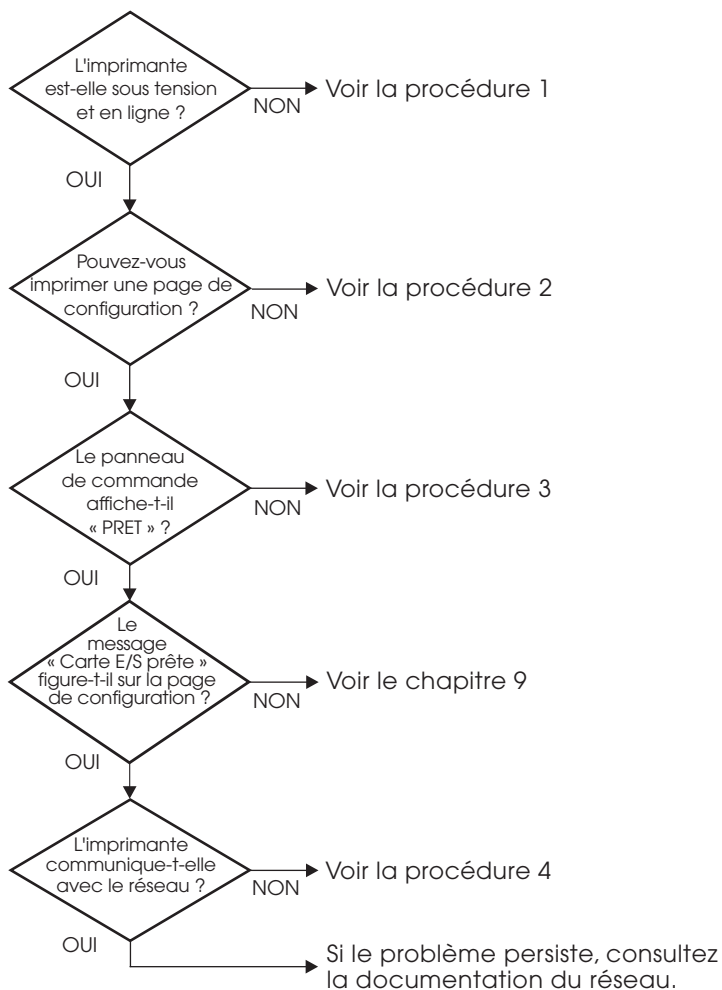 L'imprimante
est-elle sous tension
et en ligne ?
NON
Voir la procédure 1
OUI
Pouvez-vous
imprimer une page de
configuration ?
NON
Voir la procédure 2
OUI
Le panneau
de commande
affiche-t-il
« PRET » ?
NON
Voir la procédure 3
OUI
Le
message
« Carte E/S prête »
figure-t-il sur la page
de configuration ?
NON
Voir le chapitre 9
OUI
L'imprimante
communique-t-elle
avec le réseau ?
NON
Voir la procédure 4
OUI
Si le problème persiste, consultez
la documentation du réseau.